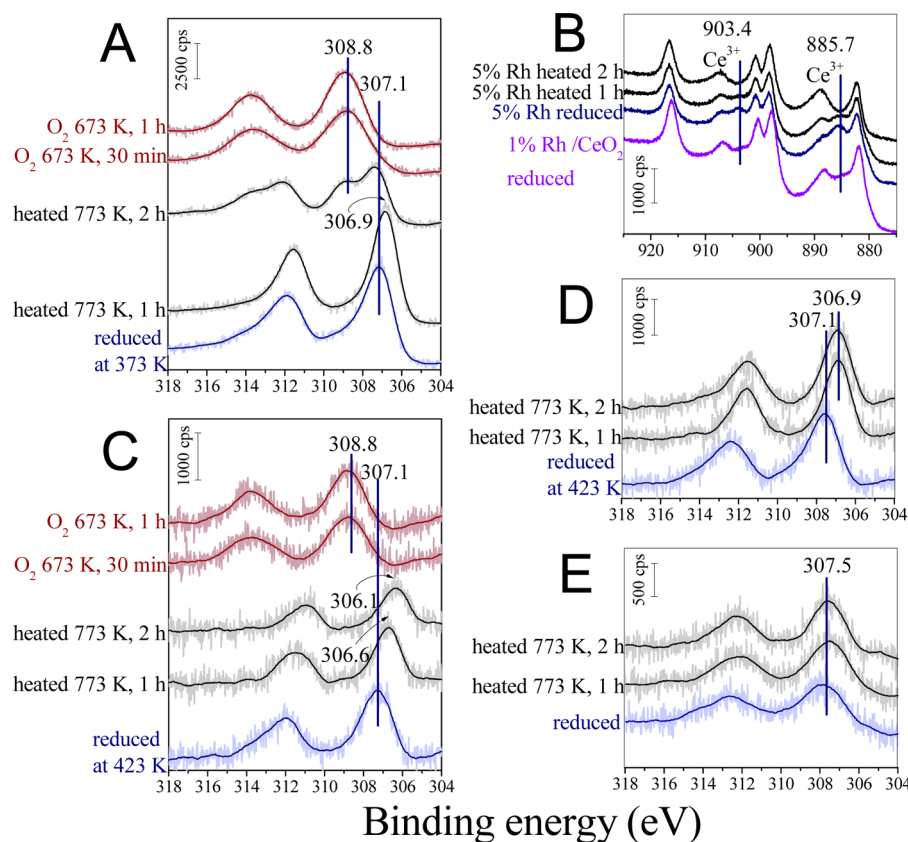 A
2500 cps
308.8
307.1
O2 673 K, 1 h
O2 673 K, 30 min
heated 773 K, 2 h
306.9
heated 773 K, 1 h
reduced
at 373 K
318 316 314 312 310 308 306 304
B
903.4
Ce3+
885.7
Ce3+
5% Rh heated 2 h
5% Rh heated 1 h
5% Rh reduced
1% Rh /CeO2
reduced
1000 cps
920 910 900 890 880
C
1000 cps
308.8
307.1
O2 673 K, 1 h
O2 673 K, 30 min
306.1
heated 773 K, 2 h
306.6
heated 773 K, 1 h
reduced
at 423 K
318 316 314 312 310 308 306 304
D
1000 cps
306.9
307.1
heated 773 K, 2 h
heated 773 K, 1 h
reduced
at 423 K
318 316 314 312 310 308 306 304
E
500 cps
307.5
heated 773 K, 2 h
heated 773 K, 1 h
reduced
318 316 314 312 310 308 306 304
Binding energy (eV)